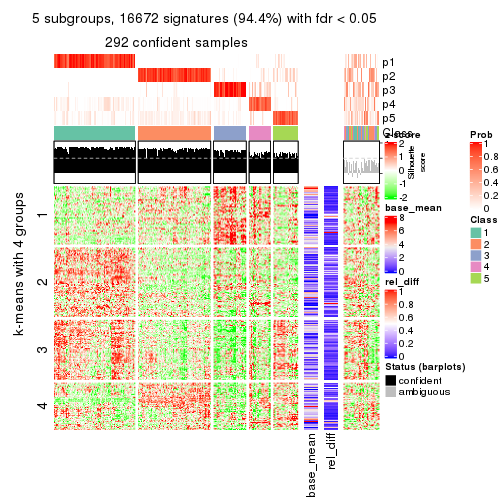 5 subgroups, 16672 signatures (94.4%) with fdr < 0.05
292 confident samples
p1
p2
p3
p4
p5
Class
Silhouette
score
k-means with 4 groups
1
2
3
4
base_mean
rel_diff
z-score
2
1
0
-1
-2
base_mean
8
6
4
2
0
rel_diff
1
0.8
0.6
0.4
0.2
0
Status (barplots)
confident
ambiguous
Prob
1
0.8
0.6
0.4
0.2
0
Class
1
2
3
4
5